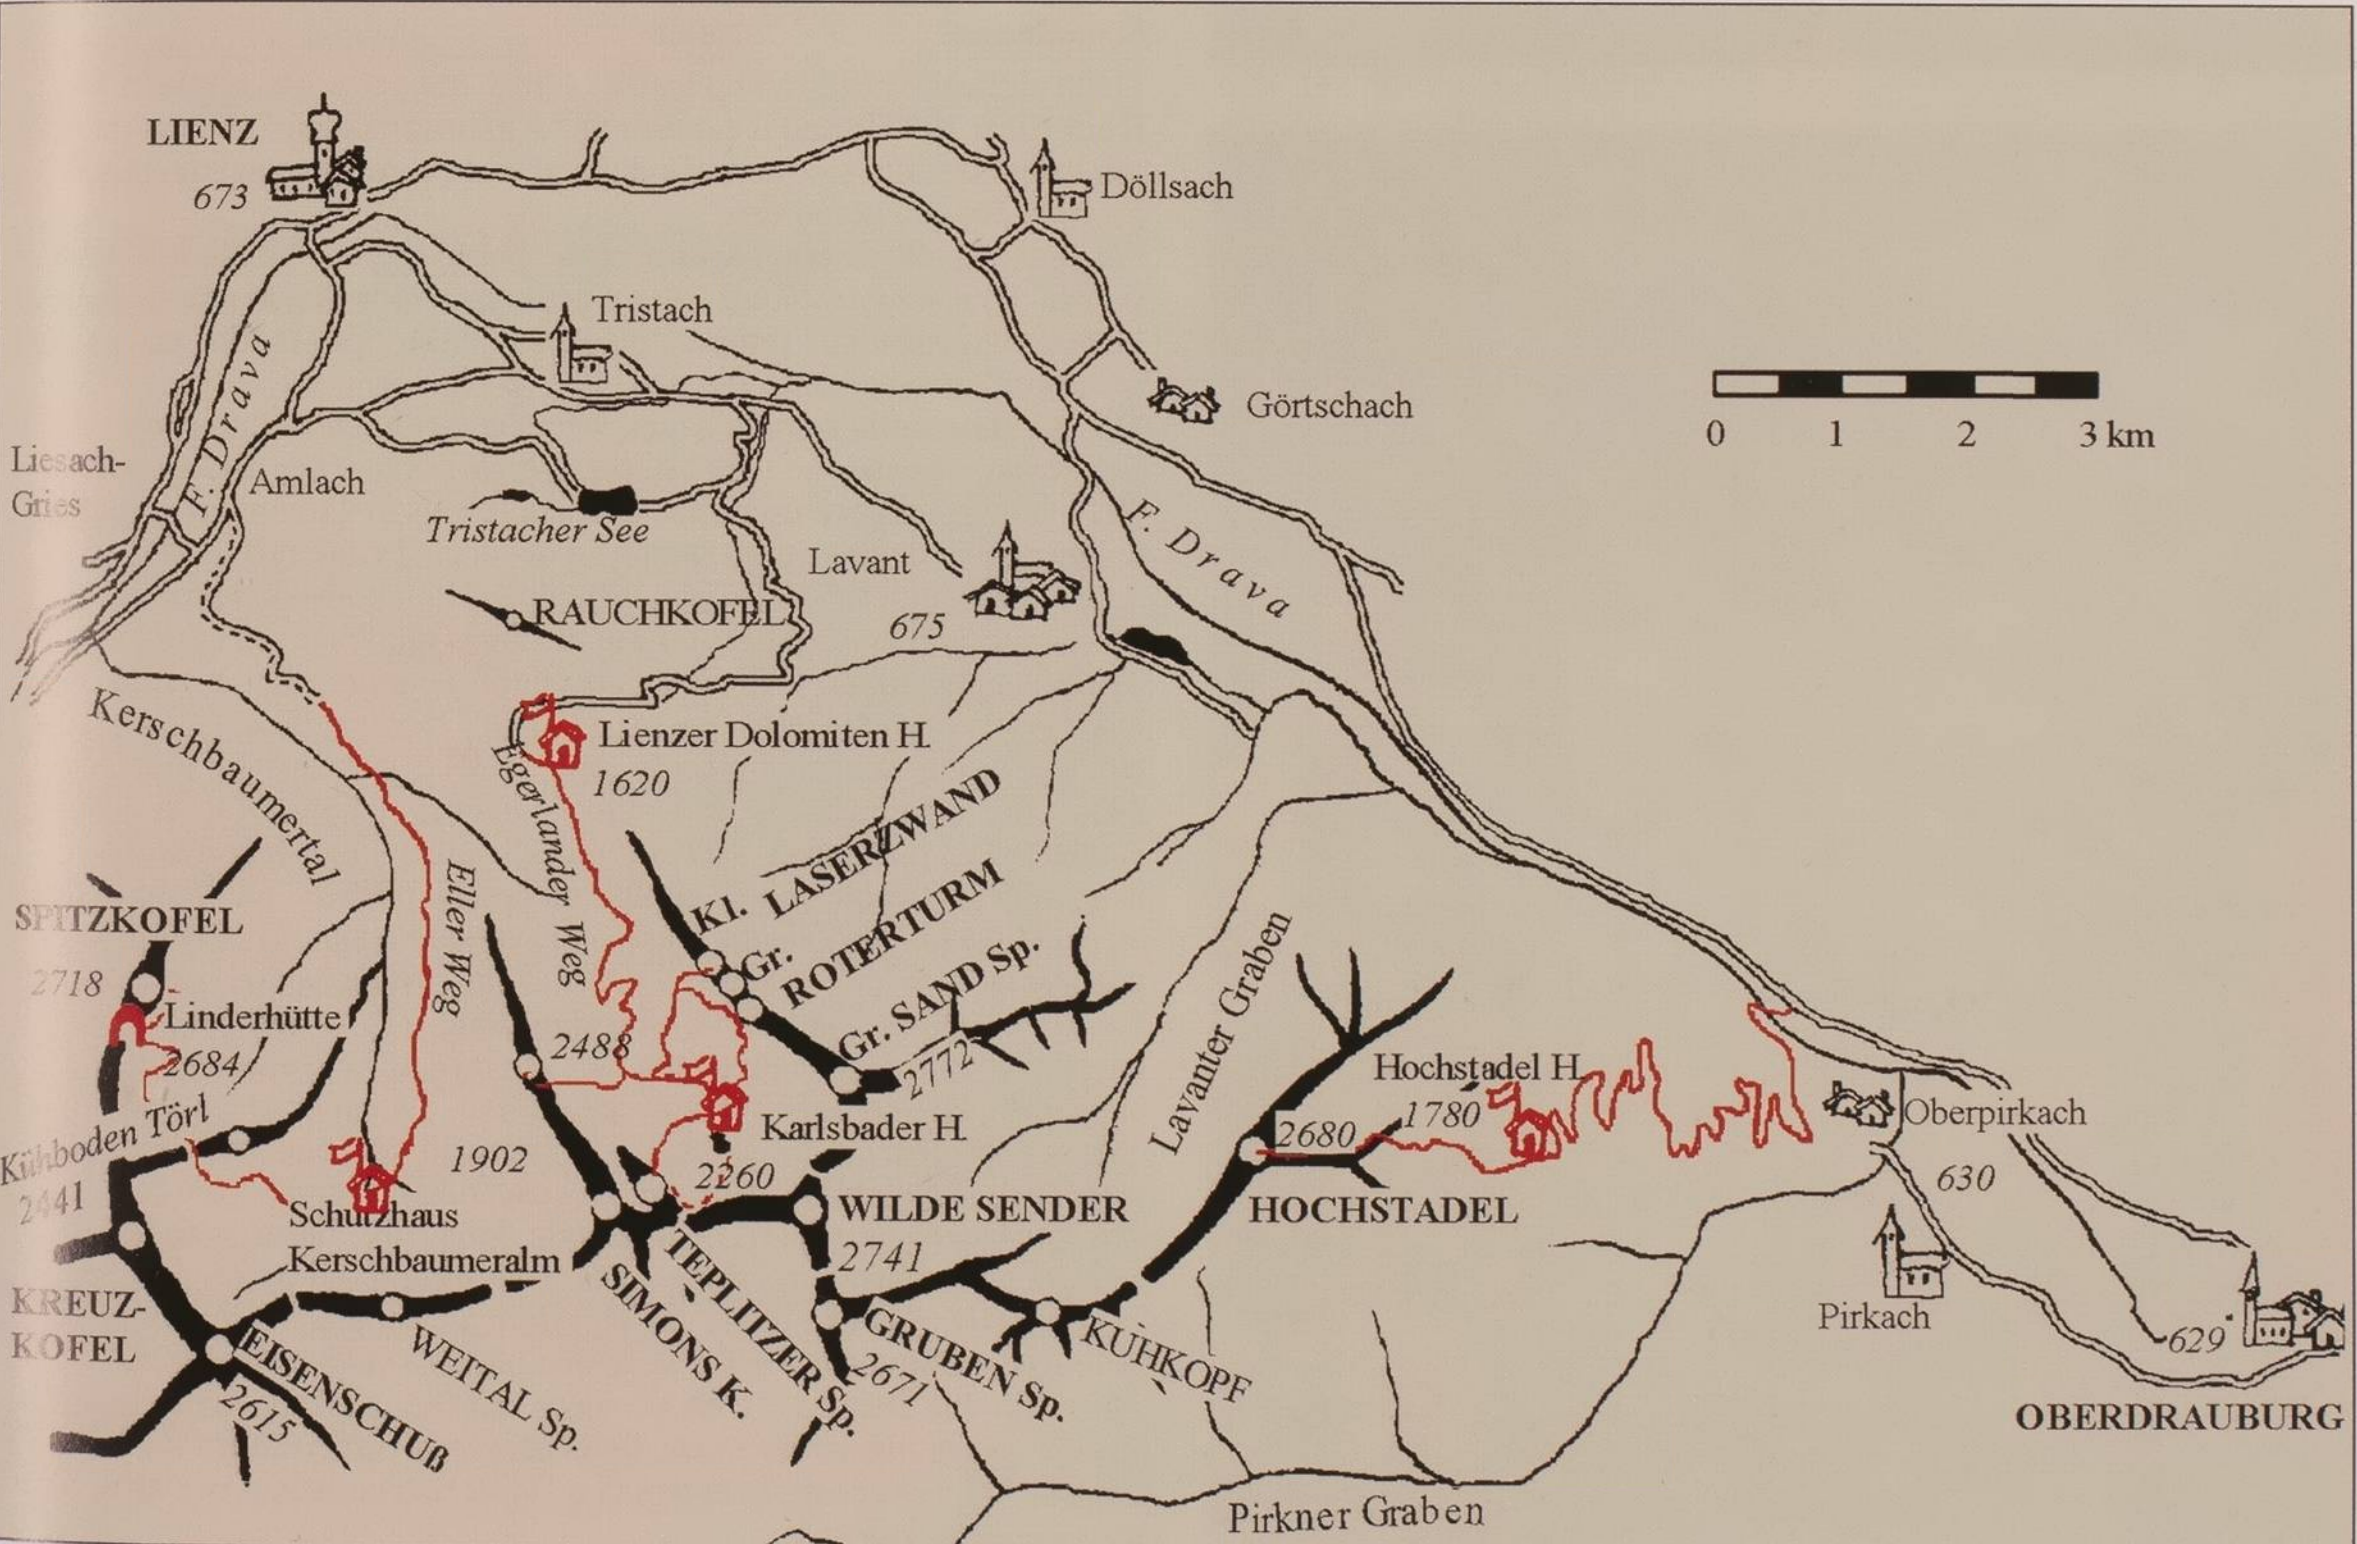 LIENZ
673
Döllsach
Tristach
Görtschach
0 1 2 3 km
F. Drava
Liesach-
Gries
Amlach
Tristacher See
F. Drava
Lavant
675
RAUCHKOFEL
Kerschbaumertal
Lienzer Dolomiten H.
1620
Egerlander Weg
Eller Weg
Kl. LASERZWAND
Gr.
ROTERTURM
Gr. SAND Sp.
2772
SPITZKOFEL
2718
Linderhütte
2684
Kühboden Törl
2441
2488
Karlsbader H.
2260
1902
Schutzhaus
Kerschbaumeralm
Lavanter Graben
Hochstadel H.
1780
2680
HOCHSTADEL
Oberpirkach
630
WILDE SENDER
2741
KREUZ-
KOFEL
EISENSCHUß
2615
WEITAL Sp.
SIMONS K.
TEPLITZER Sp.
GRUBEN Sp.
2671
KUHKOPF
Pirkach
629
OBERDRAUBURG
Pirkner Graben